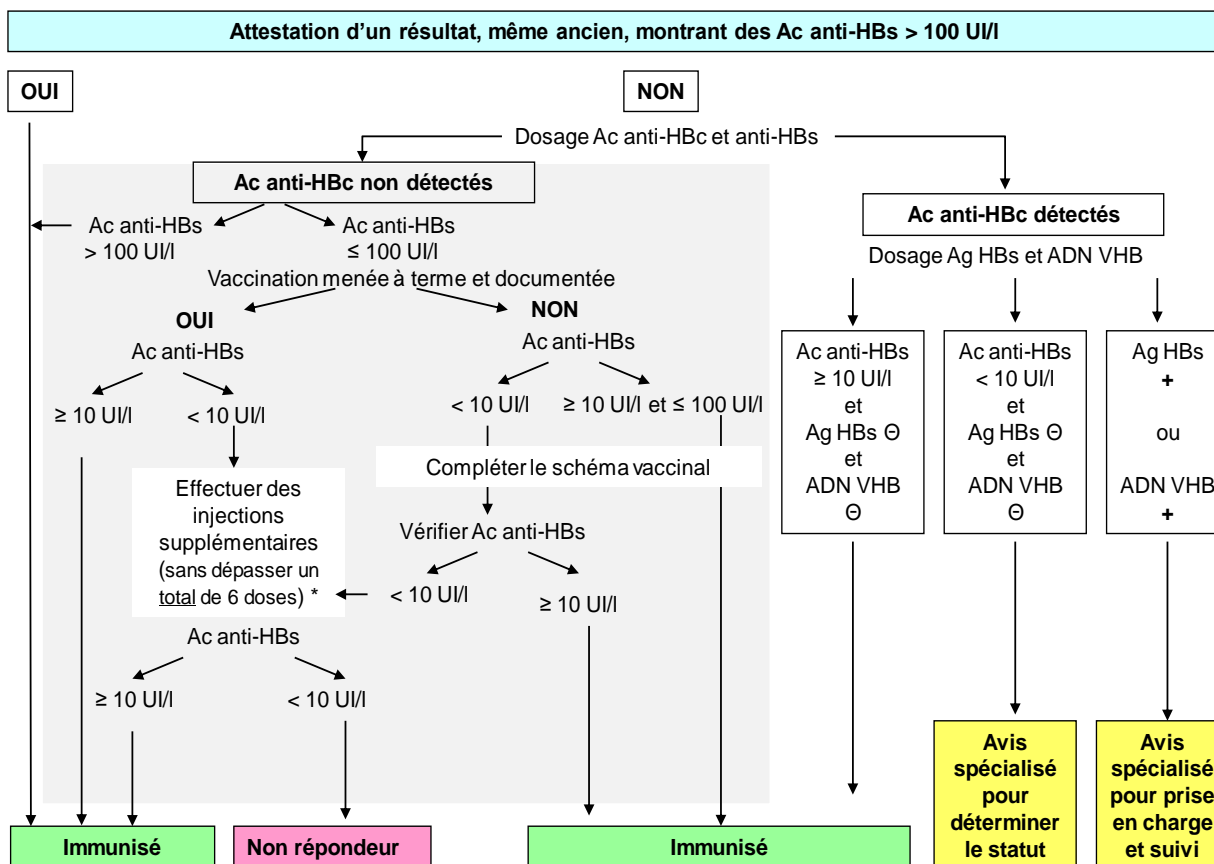 Attestation d'un résultat, même ancien, montrant des Ac anti-HBs > 100 UI/l
OUI
NON
Dosage Ac anti-HBc et anti-HBs
Ac anti-HBc non détectés
Ac anti-HBs
> 100 UI/l
Ac anti-HBs
≤ 100 UI/l
Vaccination menée à terme et documentée
OUI
Ac anti-HBs
≥ 10 UI/l
< 10 UI/l
NON
Ac anti-HBs
< 10 UI/l
≥ 10 UI/l et ≤ 100 UI/l
Effectuer des
injections
supplémentaires
(sans dépasser un
total de 6 doses) *
Compléter le schéma vaccinal
Vérifier Ac anti-HBs
< 10 UI/l
≥ 10 UI/l
Ac anti-HBs
≥ 10 UI/l
< 10 UI/l
Ac anti-HBc détectés
Dosage Ag HBs et ADN VHB
Ac anti-HBs
≥ 10 UI/l
et
Ag HBs Θ
et
ADN VHB
Θ
Ac anti-HBs
< 10 UI/l
et
Ag HBs Θ
et
ADN VHB
Θ
Ag HBs
+
ou
ADN VHB
+
Immunisé
Non répondeur
Immunisé
Avis
spécialisé
pour
déterminer
le statut
Avis
spécialisé
pour prise
en charge
et suivi